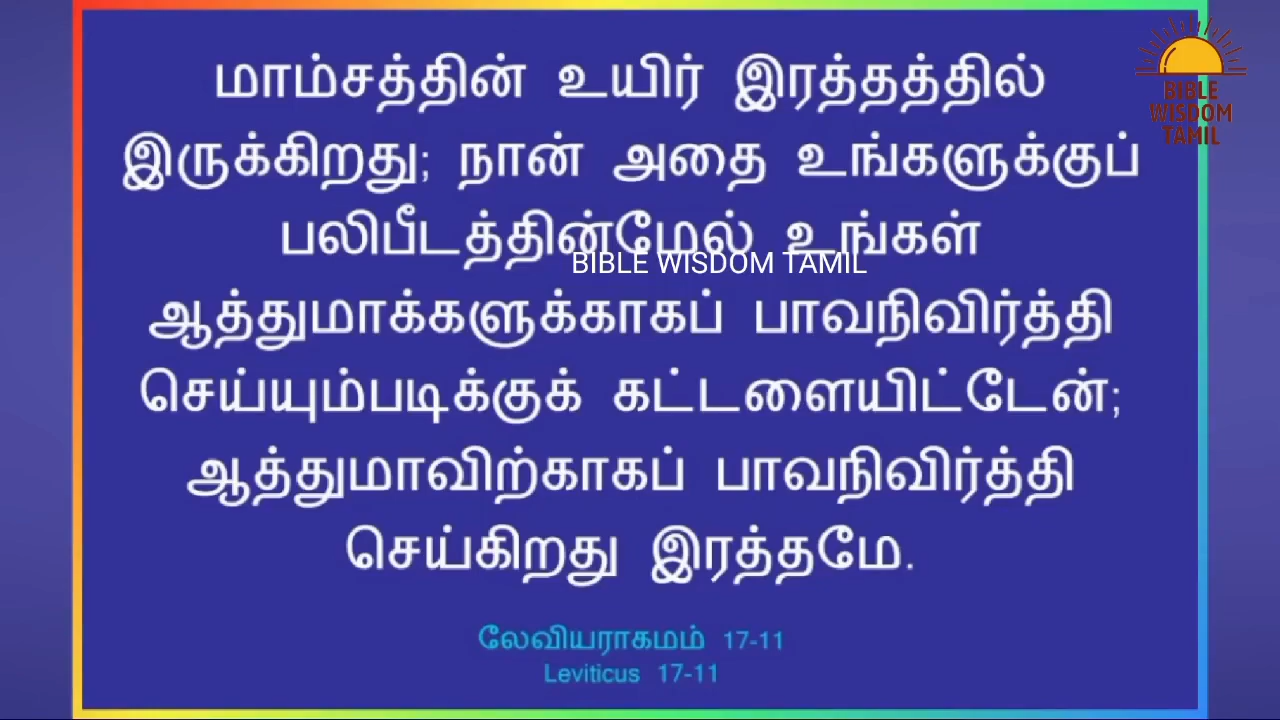 மாம்சத்தின் உயிர் இரத்தத்தில்
இருக்கிறது; நான் அதை உங்களுக்குப்
பலிபீடத்தின்மேல் உங்கள்
BIBLE WISDOM TAMIL
ஆத்துமாக்களுக்காகப் பாவநிவிர்த்தி
செய்யும்படிக்குக் கட்டளையிட்டேன்;
ஆத்துமாவிற்காகப் பாவநிவிர்த்தி
செய்கிறது இரத்தமே.
லேவியராகமம் 17-11
Leviticus 17-11
BIBLE
WISDOM
TAMIL